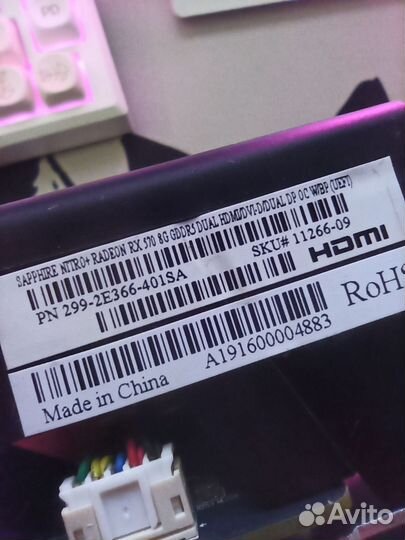 PD
SAPPHIRE NITRO+ RADEON RX 570 8G GDDR5 DUAL HDMI/DVI-D/DUAL DP OC W/BP (UEFI)
PN 299-2E366-401SA
SKU# 11266-09
HDMI
RoHS
A191600004883
Made in China
Avito